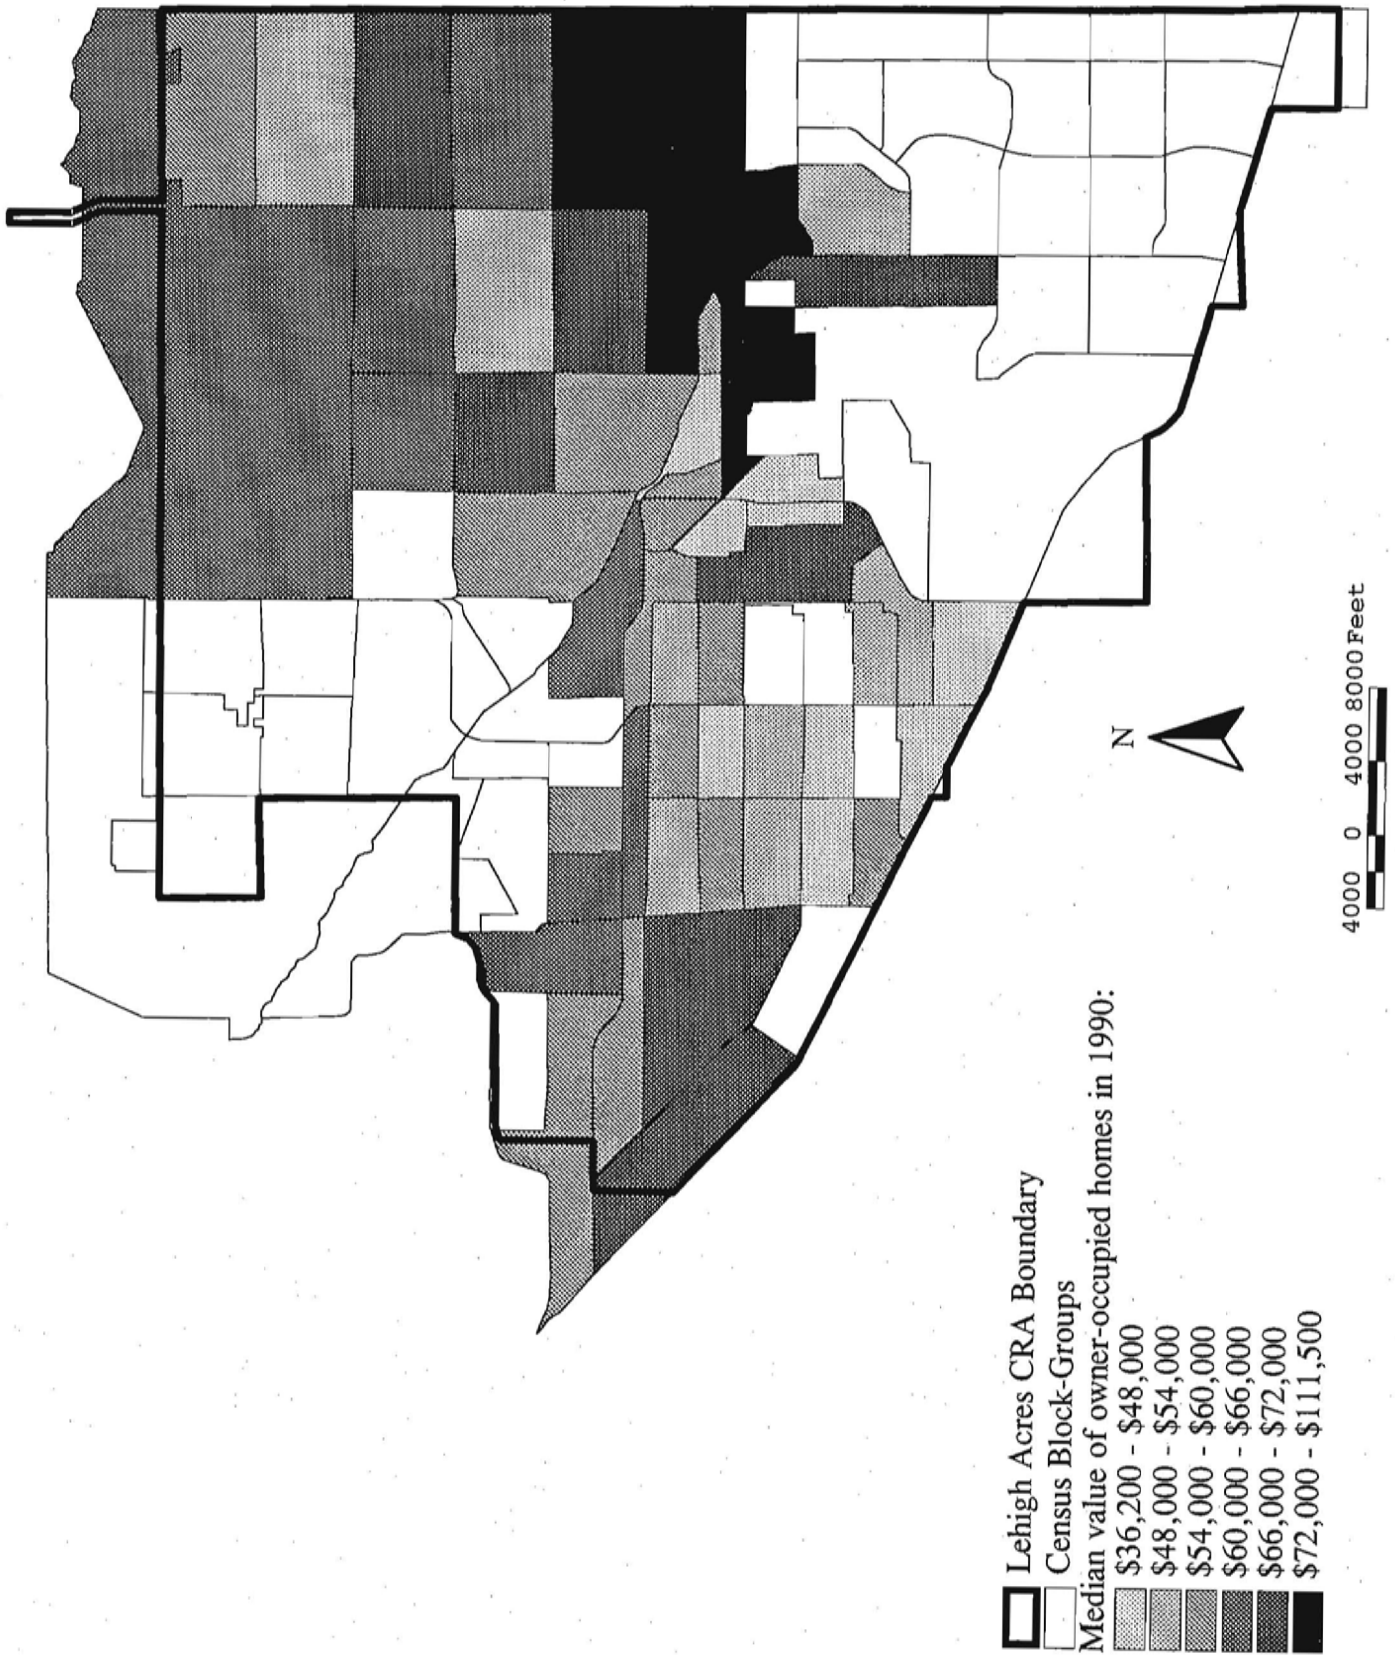 Lehigh Acres CRA Boundary
Census Block-Groups
Median value of owner-occupied homes in 1990:
$36,200 - $48,000
$48,000 - $54,000
$54,000 - $60,000
$60,000 - $66,000
$66,000 - $72,000
$72,000 - $111,500
N
4000 0 4000 8000 Feet